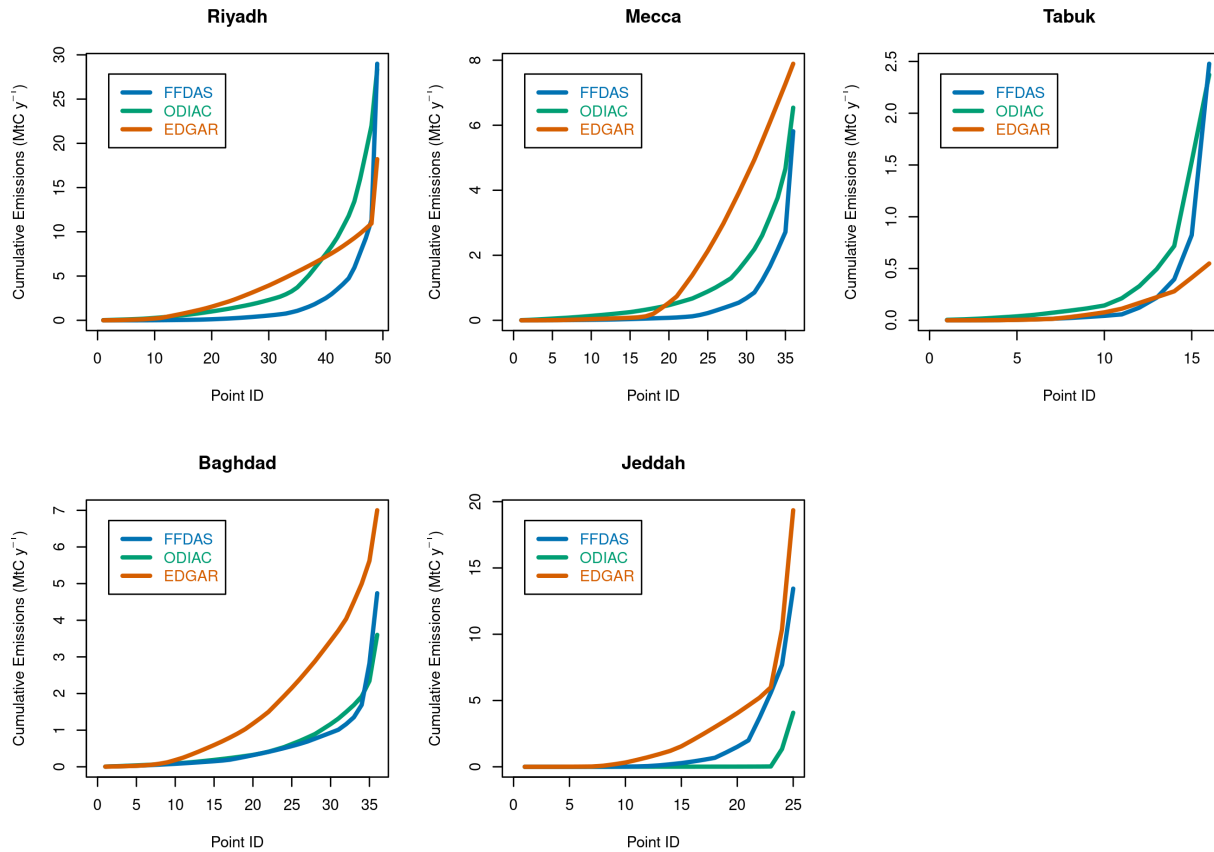 Riyadh
Cumulative Emissions (MtC y⁻¹)
30
25
20
15
10
5
0
FFDAS
ODIAC
EDGAR
0 10 20 30 40 50
Point ID
Mecca
Cumulative Emissions (MtC y⁻¹)
8
6
4
2
0
FFDAS
ODIAC
EDGAR
0 5 10 15 20 25 30 35
Point ID
Tabuk
Cumulative Emissions (MtC y⁻¹)
2.5
2.0
1.5
1.0
0.5
0.0
FFDAS
ODIAC
EDGAR
0 5 10 15
Point ID
Baghdad
Cumulative Emissions (MtC y⁻¹)
7
6
5
4
3
2
1
0
FFDAS
ODIAC
EDGAR
0 5 10 15 20 25 30 35
Point ID
Jeddah
Cumulative Emissions (MtC y⁻¹)
20
15
10
5
0
FFDAS
ODIAC
EDGAR
0 5 10 15 20 25
Point ID